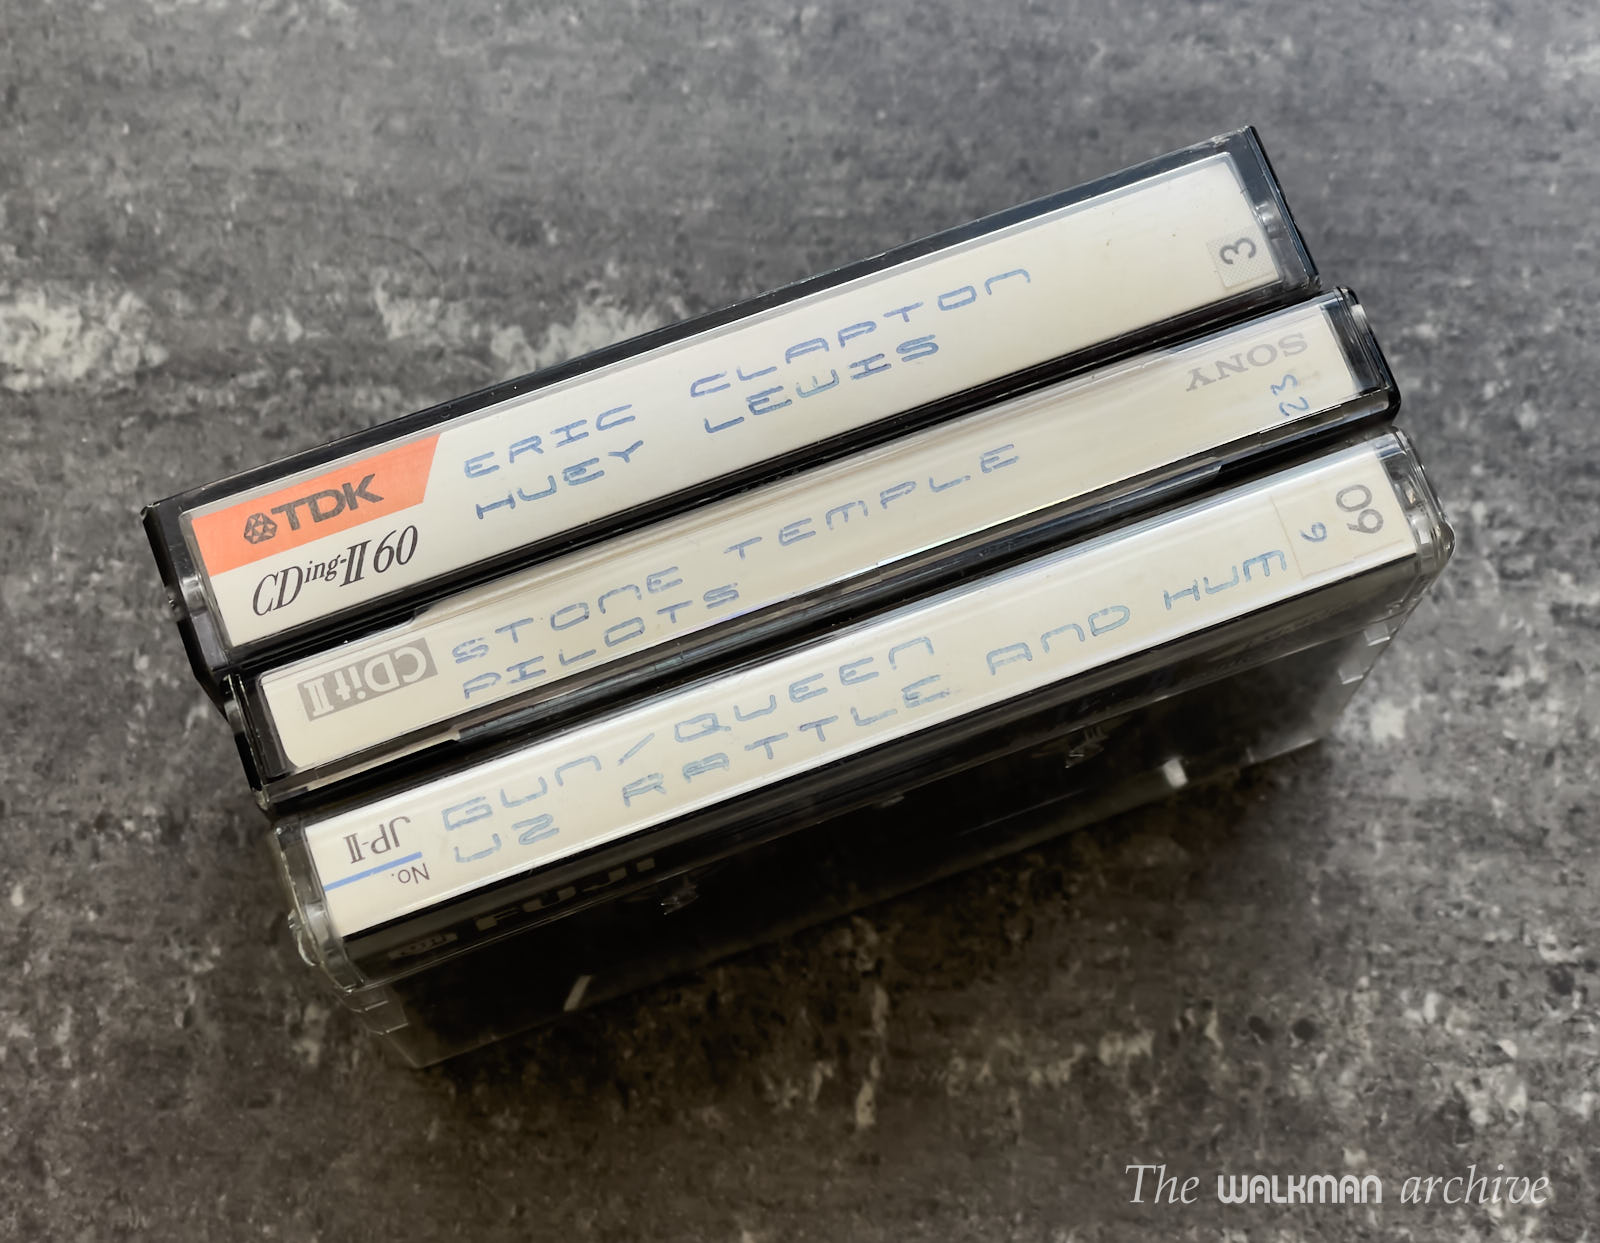 TDK
CDing-II 60
ERIC CLAPTON
HUEY LEWIS
3
CDit II
STONE TEMPLE
PILOTS
SONY
23
No.
JP-II
GUN/QUEEN
U2 RATTLE AND HUM
6
60
FUJI
The WALKMAN archive